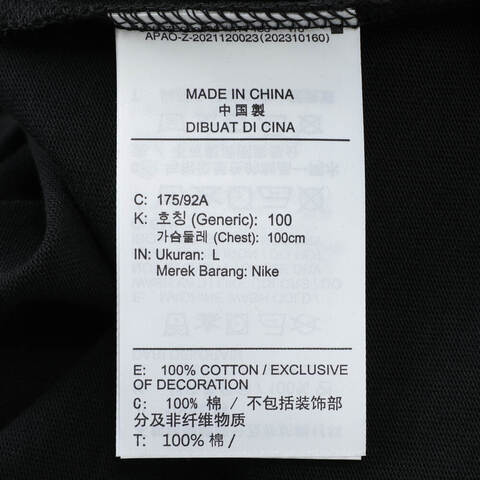 APAO-Z-2021120023(202310160)
MADE IN CHINA
中国製
DIBUAT DI CINA
C: 175/92A
K: 호칭 (Generic): 100
가슴둘레 (Chest): 100cm
IN: Ukuran: L
Merek Barang: Nike
E: 100% COTTON / EXCLUSIVE
OF DECORATION
C: 100% 棉 / 不包括装饰部
分及非纤维物质
T: 100% 棉 /